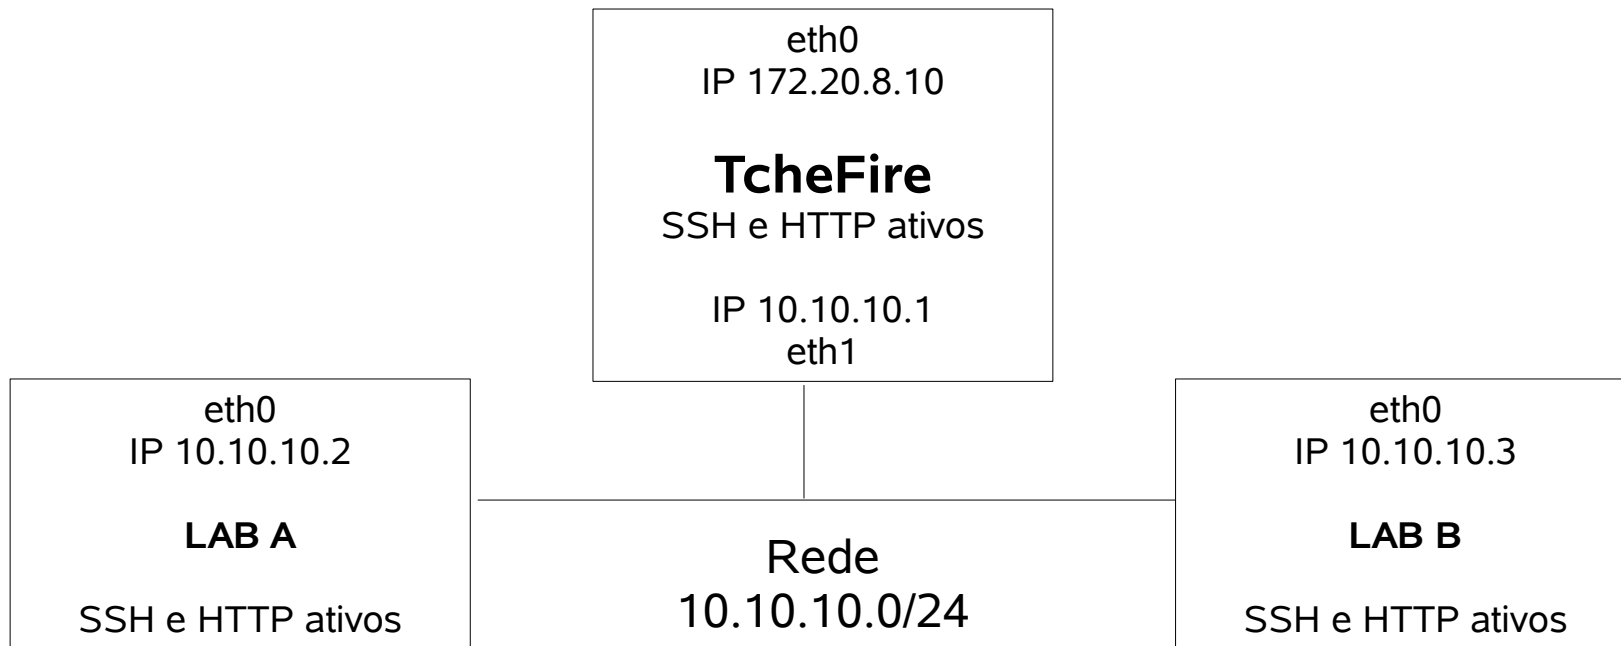 eth0
IP 172.20.8.10
TcheFire
SSH e HTTP ativos
IP 10.10.10.1
eth1
eth0
IP 10.10.10.2
LAB A
SSH e HTTP ativos
Rede
10.10.10.0/24
eth0
IP 10.10.10.3
LAB B
SSH e HTTP ativos